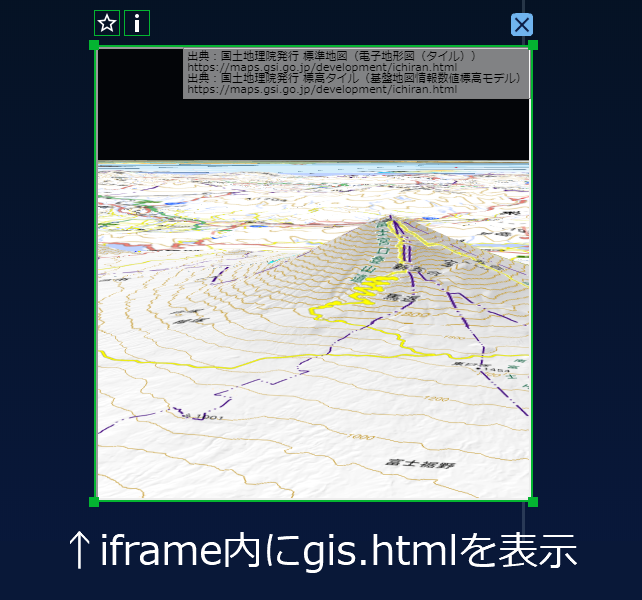 出典：国土地理院発行 標準地図（電子地形図（タイル））
https://maps.gsi.go.jp/development/ichiran.html
出典：国土地理院発行 標高タイル（基盤地図情報数値標高モデル）
https://maps.gsi.go.jp/development/ichiran.html
1001
1000
富士裾野
↑iframe内にgis.htmlを表示